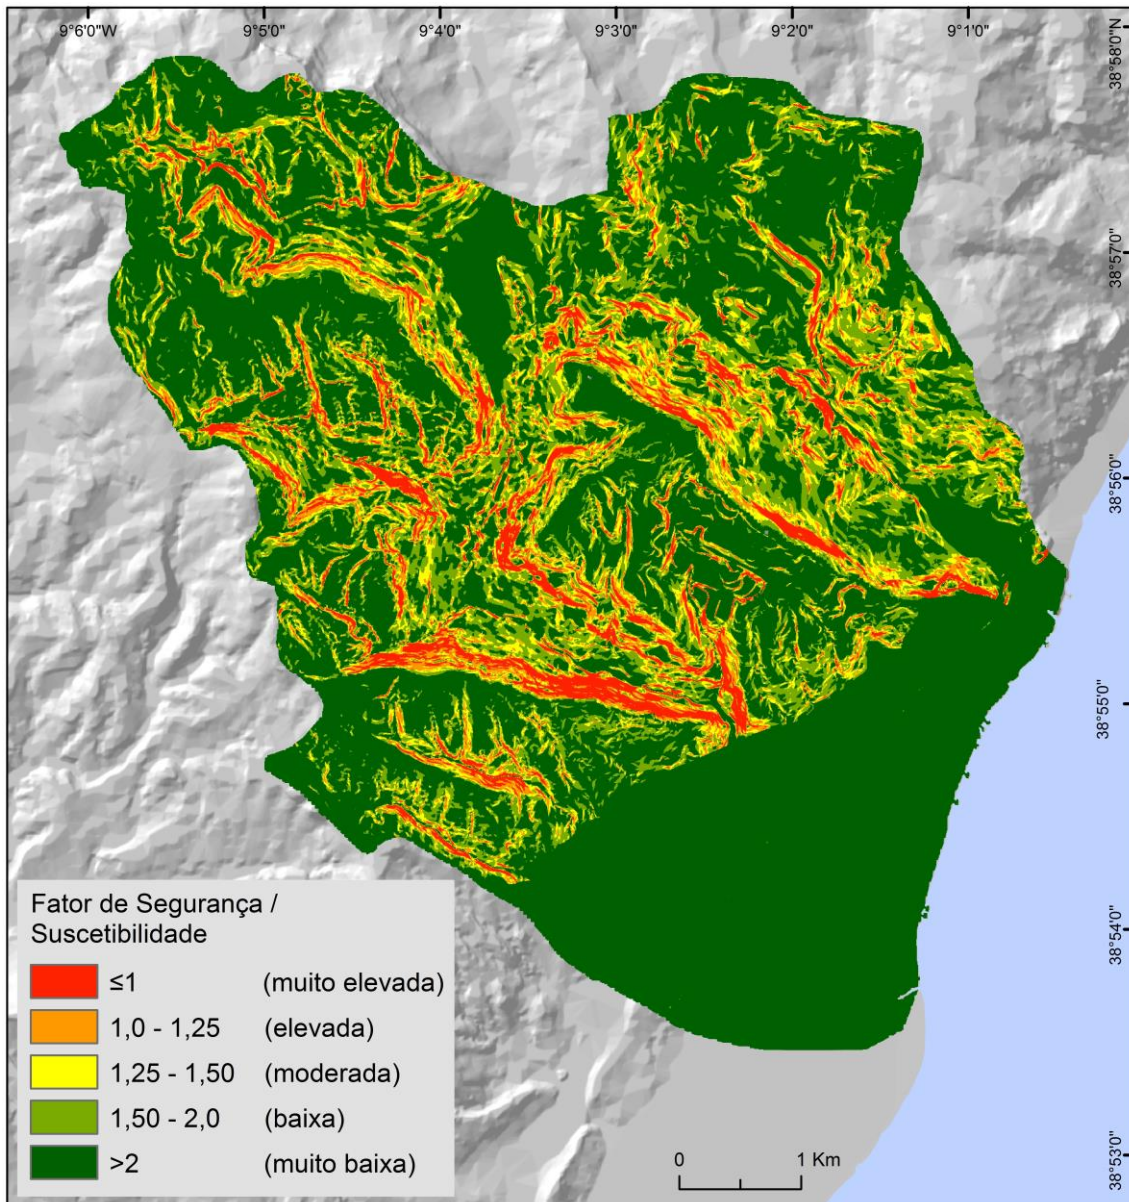 9°6'0"W 9°5'0" 9°4'0" 9°3'0" 9°2'0" 9°1'0"
38°58'0"N
38°57'0"
38°56'0"
38°55'0"
38°54'0"
38°53'0"
Fator de Segurança /
Suscetibilidade
≤1 (muito elevada)
1,0 - 1,25 (elevada)
1,25 - 1,50 (moderada)
1,50 - 2,0 (baixa)
>2 (muito baixa)
0 1 Km